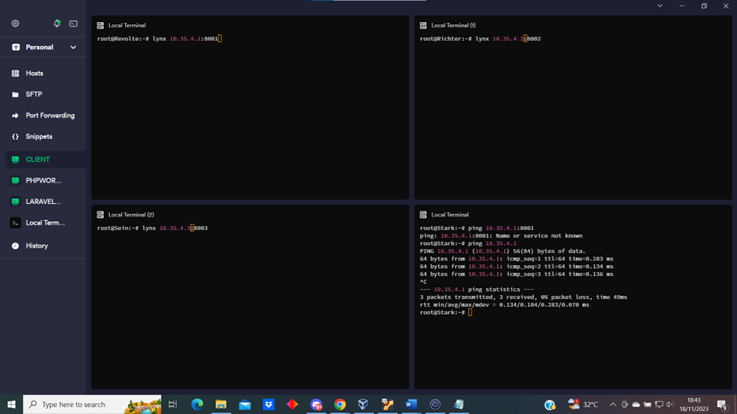 Personal
Hosts
SFTP
Port Forwarding
Snippets
CLIENT
PHPWOR...
LARAVEL...
Local Term...
History
Local Terminal
root@Revolte:~# lynx 10.35.4.1:8001
Local Terminal (1)
root@Richter:~# lynx 10.35.4.2:8002
Local Terminal (2)
root@Sein:~# lynx 10.35.4.3:8003
Local Terminal
root@Stark:~# ping 10.35.4.1:8001
ping: 10.35.4.1:8001: Name or service not known
root@Stark:~# ping 10.35.4.1
PING 10.35.4.1 (10.35.4.1) 56(84) bytes of data.
64 bytes from 10.35.4.1: icmp_seq=1 ttl=64 time=0.283 ms
64 bytes from 10.35.4.1: icmp_seq=2 ttl=64 time=0.134 ms
64 bytes from 10.35.4.1: icmp_seq=3 ttl=64 time=0.136 ms
^C
--- 10.35.4.1 ping statistics ---
3 packets transmitted, 3 received, 0% packet loss, time 49ms
rtt min/avg/max/mdev = 0.134/0.184/0.283/0.070 ms
root@Stark:~#
Type here to search
32°C
18:43
18/11/2023